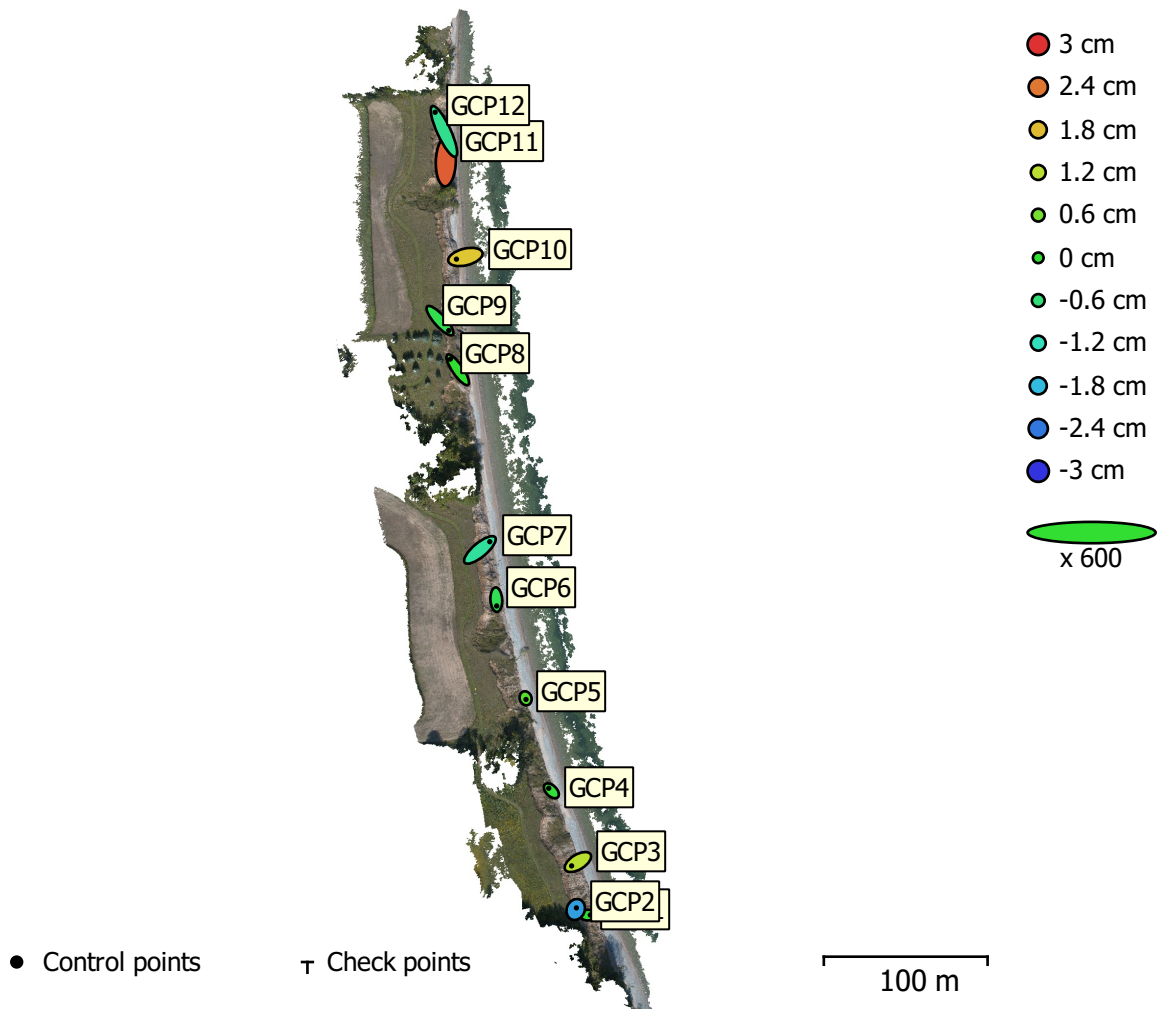 GCP12
GCP11
GCP10
GCP9
GCP8
GCP7
GCP6
GCP5
GCP4
GCP3
GCP2
3 cm
2.4 cm
1.8 cm
1.2 cm
0.6 cm
0 cm
-0.6 cm
-1.2 cm
-1.8 cm
-2.4 cm
-3 cm
x 600
Control points
Check points
100 m